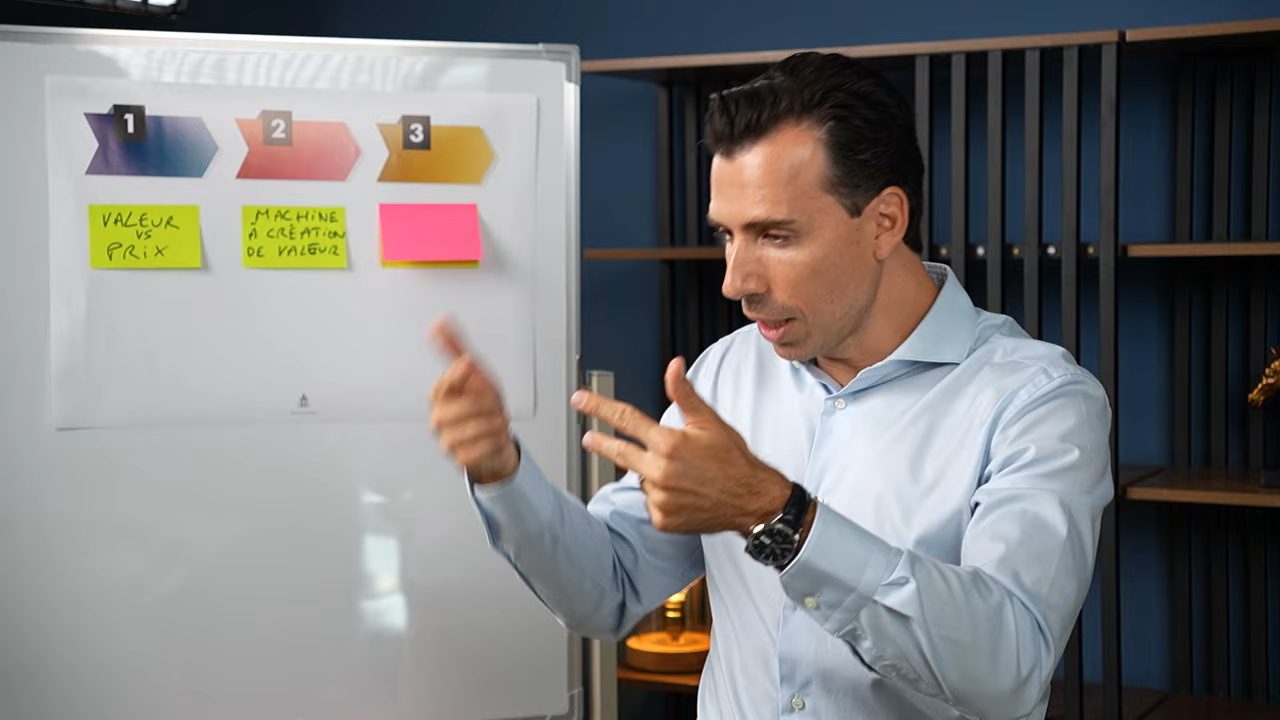 1
2
3
VALEUR
VS
PRIX
MACHINE
A CRÉATION
DE VALEUR